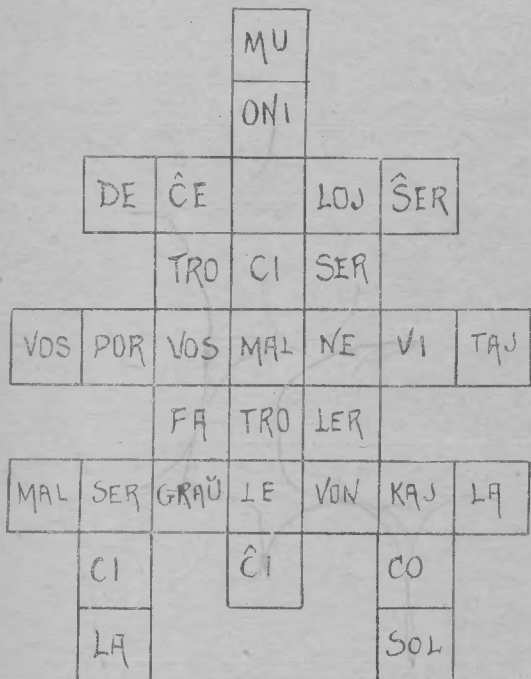 MU
ONI
DE ĈE LOJ ŜER
TRO CI SER
VOS POR VOS MAL NE VI TAJ
FA TRO LER
MAL SER GRAŬ LE VON KAJ LA
CI ĈI CO
LA SOL